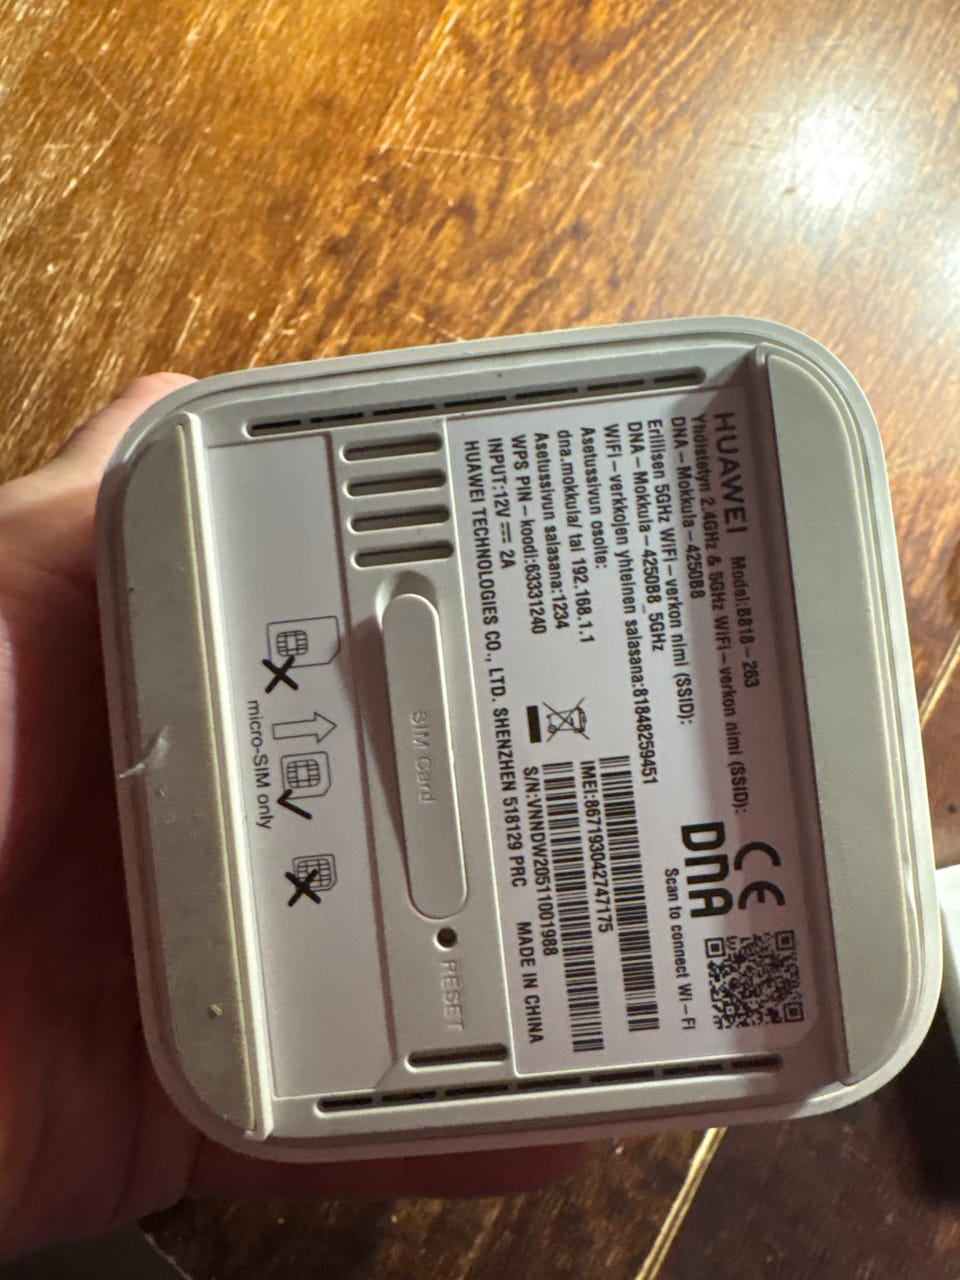 HUAWEI Model:B818-263
Yhdistetyn 2.4GHz & 5GHz WiFi-verkon nimi (SSID):
DNA-Mokkula-4250B8
Erillisen 5GHz WIFI-verkon nimi (SSID):
DNA-Mokkula-4250B8_5GHz
WIFI-verkkojen yhteinen salasana:81848259451
Asetussivun osoite:
dna.mokkula/ tai 192.168.1.1
Asetussivun salasana:1234
WPS PIN-koodi:63331240
INPUT:12V 2A
HUAWEI TECHNOLOGIES CO., LTD. SHENZHEN 518129 PRC MADE IN CHINA
CE
DNA
Scan to connect Wi-Fi
IMEI:867193042747175
S/N:VNNDW20511001988
SIM Card
RESET
micro-SIM only